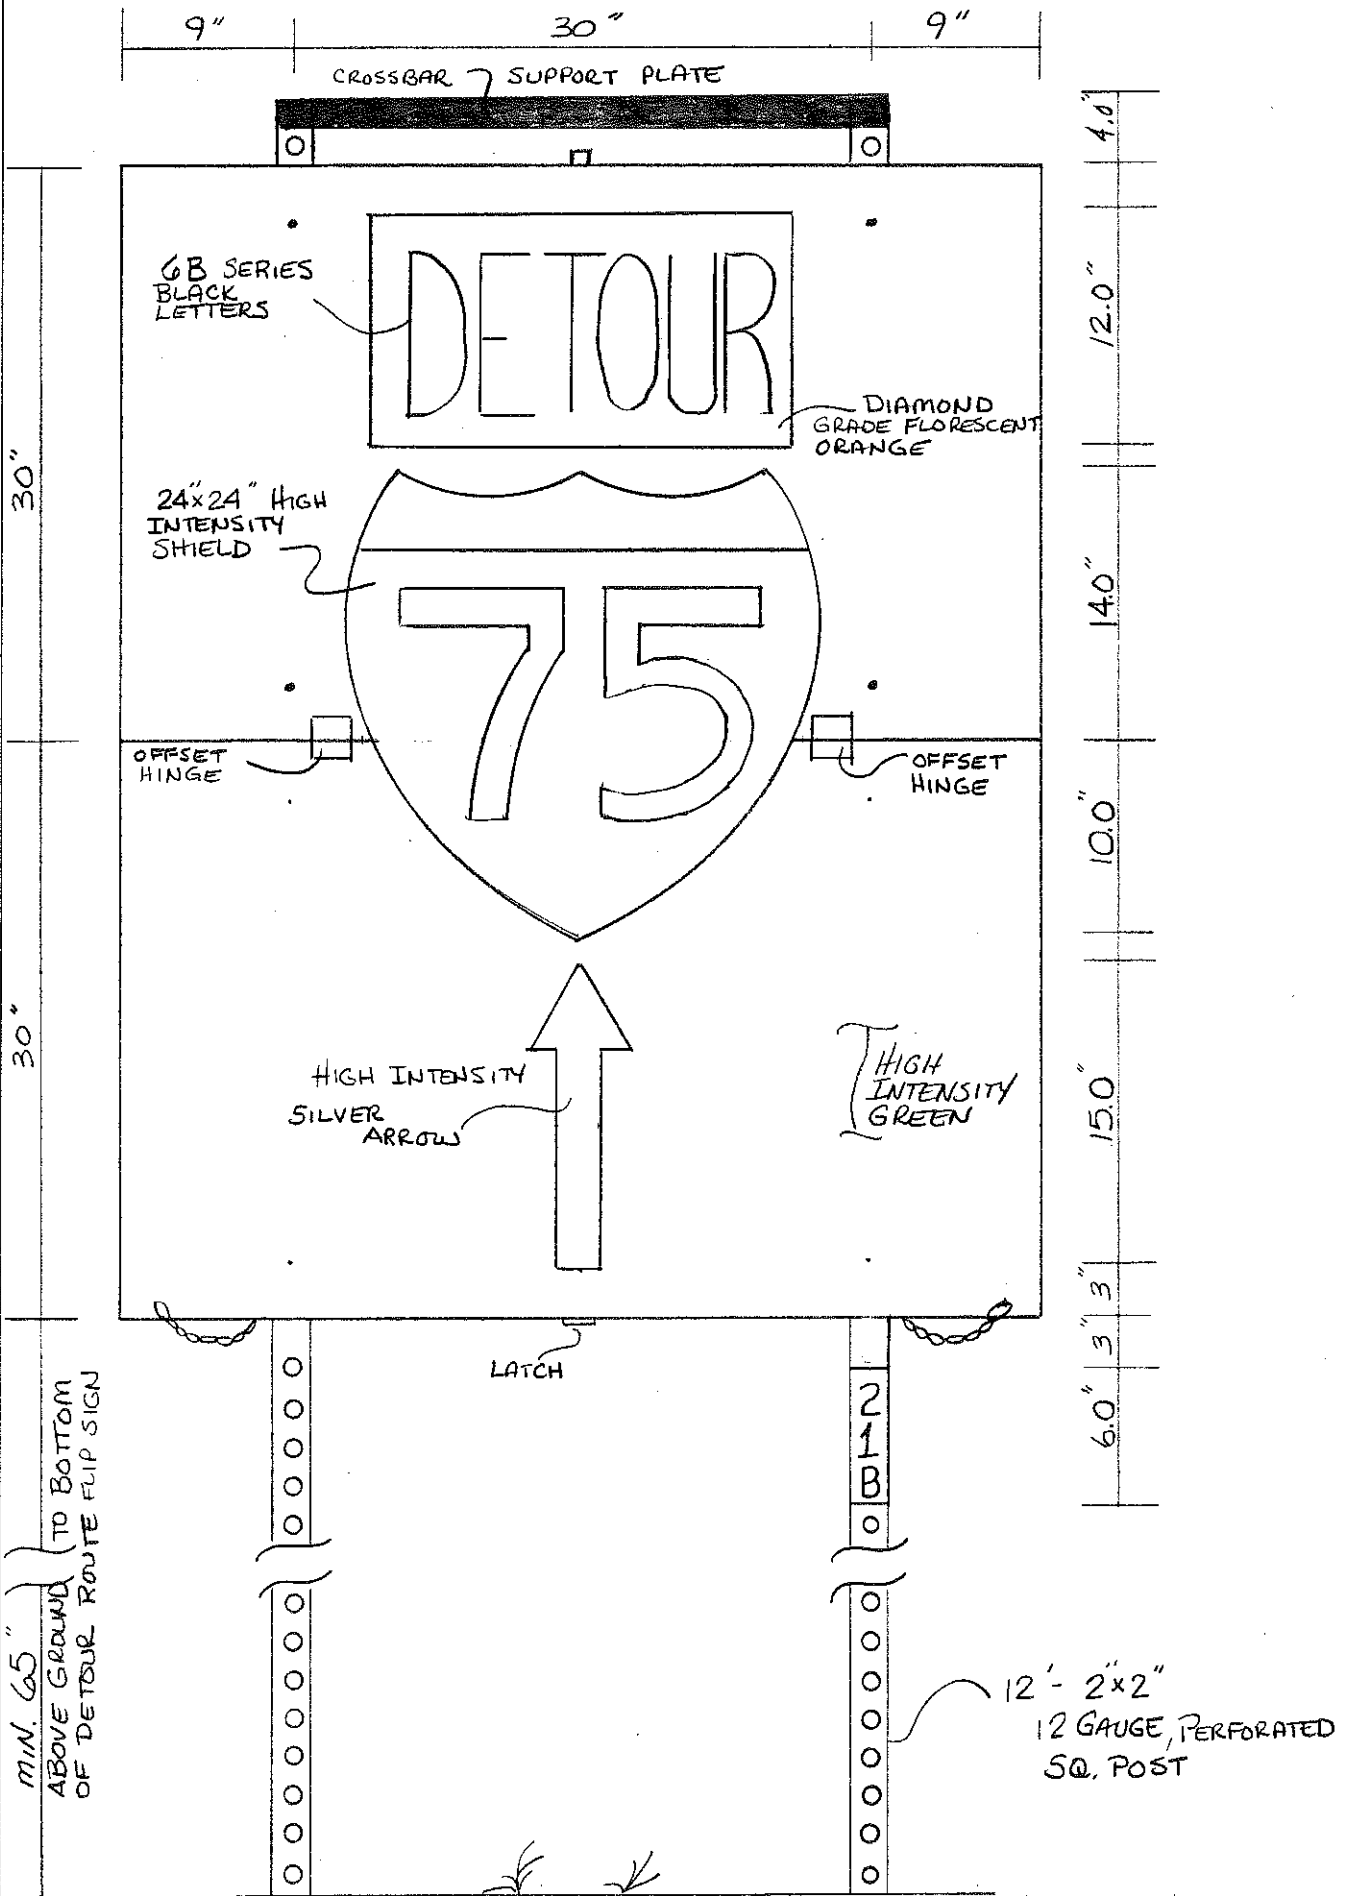 9" 30" 9"
CROSSBAR SUPPORT PLATE
4.0"
6B SERIES
BLACK
LETTERS
DETOUR
12.0"
DIAMOND
GRADE FLORESCENT
ORANGE
30"
24"x24" HIGH
INTENSITY
SHIELD
75
14.0"
OFFSET
HINGE
OFFSET
HINGE
10.0"
30"
HIGH INTENSITY
SILVER
ARROW
HIGH
INTENSITY
GREEN
15.0"
3"
3"
LATCH
6.0"
2
1
B
MIN. 65"
ABOVE GROUND TO BOTTOM
OF DETOUR ROUTE FLIP SIGN
12'- 2"x2"
12 GAUGE, PERFORATED
SQ. POST